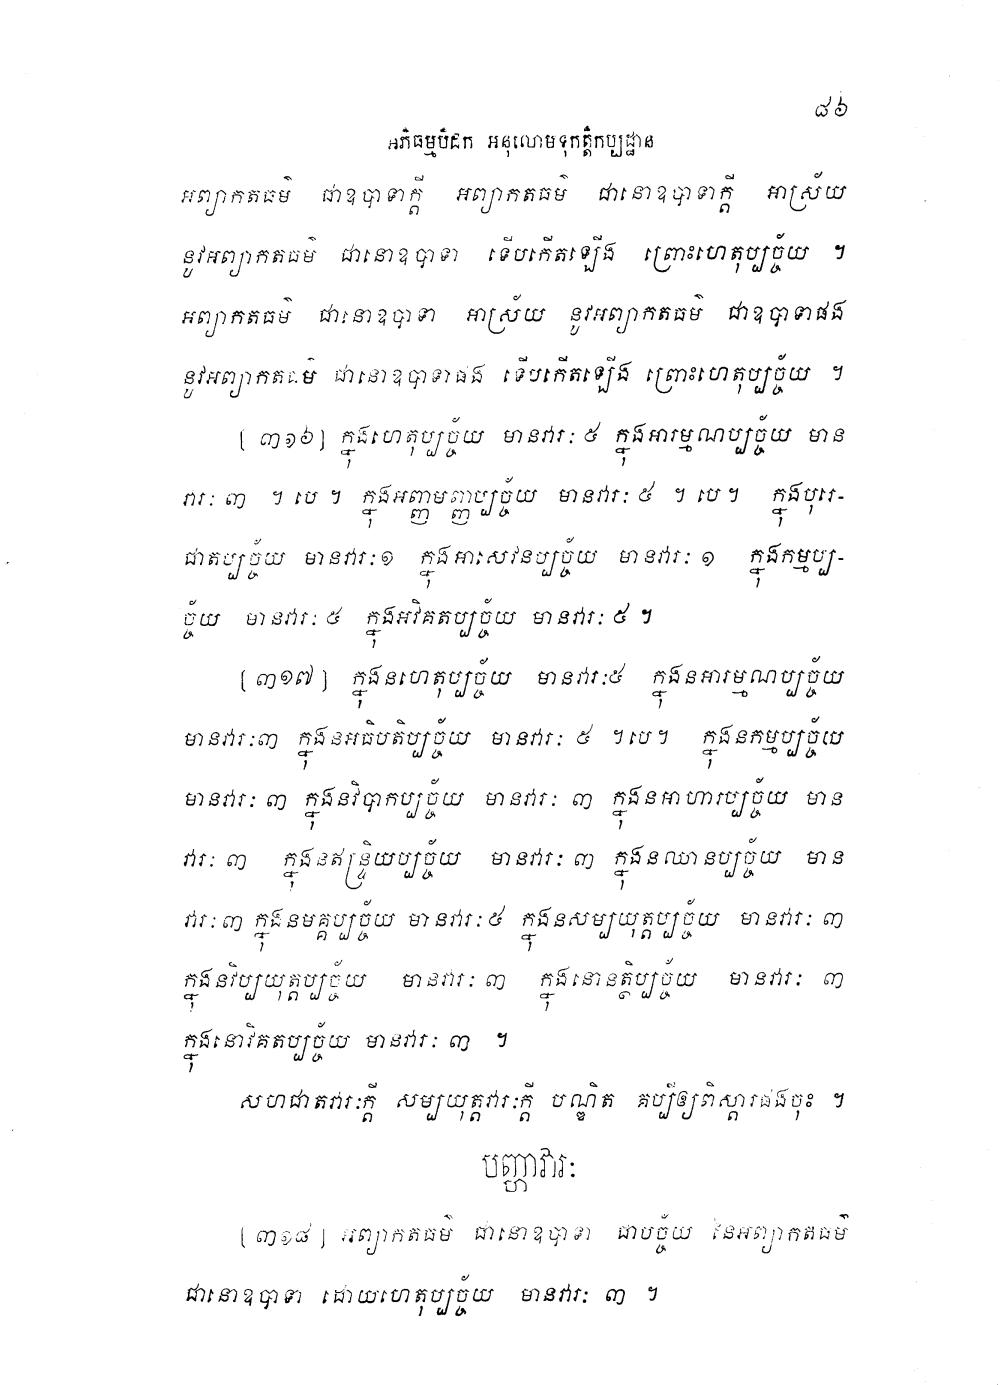 ៨៦
អភិធម្មបិដក អនុលោមទុកត្តិកប្បដ្ឋាន
អព្យាកតធម៌ ជាឧបាទាក្តី អព្យាកតធម៌ ជានោឧបាទាក្តី អាស្រ័យ
នូវអព្យាកតធម៌ ជានោឧបាទា ទើបកើតឡើង ព្រោះហេតុប្បច្ច័យ ។
អព្យាកតធម៌ ជានោឧបាទា អាស្រ័យ នូវអព្យាកតធម៌ ជាឧបាទាផង
នូវអព្យាកតធម៌ ជានោឧបាទាផង ទើបកើតឡើង ព្រោះហេតុប្បច្ច័យ ។
[ ៣១៦ ] ក្នុងហេតុប្បច្ច័យ មានវារៈ ៥ ក្នុងអារម្មណប្បច្ច័យ មាន
វារៈ ៣ ។ បេ ។ ក្នុងអញ្ញមញ្ញប្បច្ច័យ មានវារៈ ៥ ។ បេ ។ ក្នុងបុរេ-
ជាតប្បច្ច័យ មានវារៈ ១ ក្នុងអាសេវនប្បច្ច័យ មានវារៈ ១ ក្នុងកម្មប្ប-
ច្ច័យ មានវារៈ ៥ ក្នុងអវិគតប្បច្ច័យ មានវារៈ ៥ ។
[ ៣១៧ ] ក្នុងនហេតុប្បច្ច័យ មានវារៈ ៥ ក្នុងនអារម្មណប្បច្ច័យ
មានវារៈ ៣ ក្នុងនអធិបតិប្បច្ច័យ មានវារៈ ៥ ។ បេ ។ ក្នុងនកម្មប្បច្ច័យ
មានវារៈ ៣ ក្នុងនវិបាកប្បច្ច័យ មានវារៈ ៣ ក្នុងនអាហារប្បច្ច័យ មាន
វារៈ ៣ ក្នុងនឥន្ទ្រិយប្បច្ច័យ មានវារៈ ៣ ក្នុងនឈានប្បច្ច័យ មាន
វារៈ ៣ ក្នុងនមគ្គប្បច្ច័យ មានវារៈ ៥ ក្នុងនសម្បយុត្តប្បច្ច័យ មានវារៈ ៣
ក្នុងនវិប្បយុត្តប្បច្ច័យ មានវារៈ ៣ ក្នុងនោនត្ថិប្បច្ច័យ មានវារៈ ៣
ក្នុងនោវិគតប្បច្ច័យ មានវារៈ ៣ ។
សហជាតវារៈក្តី សម្បយុត្តវារៈក្តី បណ្ឌិត គប្បីឲ្យពិស្តារផងចុះ ។
បញ្ហាវារៈ
[ ៣១៨ ] អព្យាកតធម៌ ជានោឧបាទា ជាបច្ច័យ នៃអព្យាកតធម៌
ជានោឧបាទា ដោយហេតុប្បច្ច័យ មានវារៈ ៣ ។